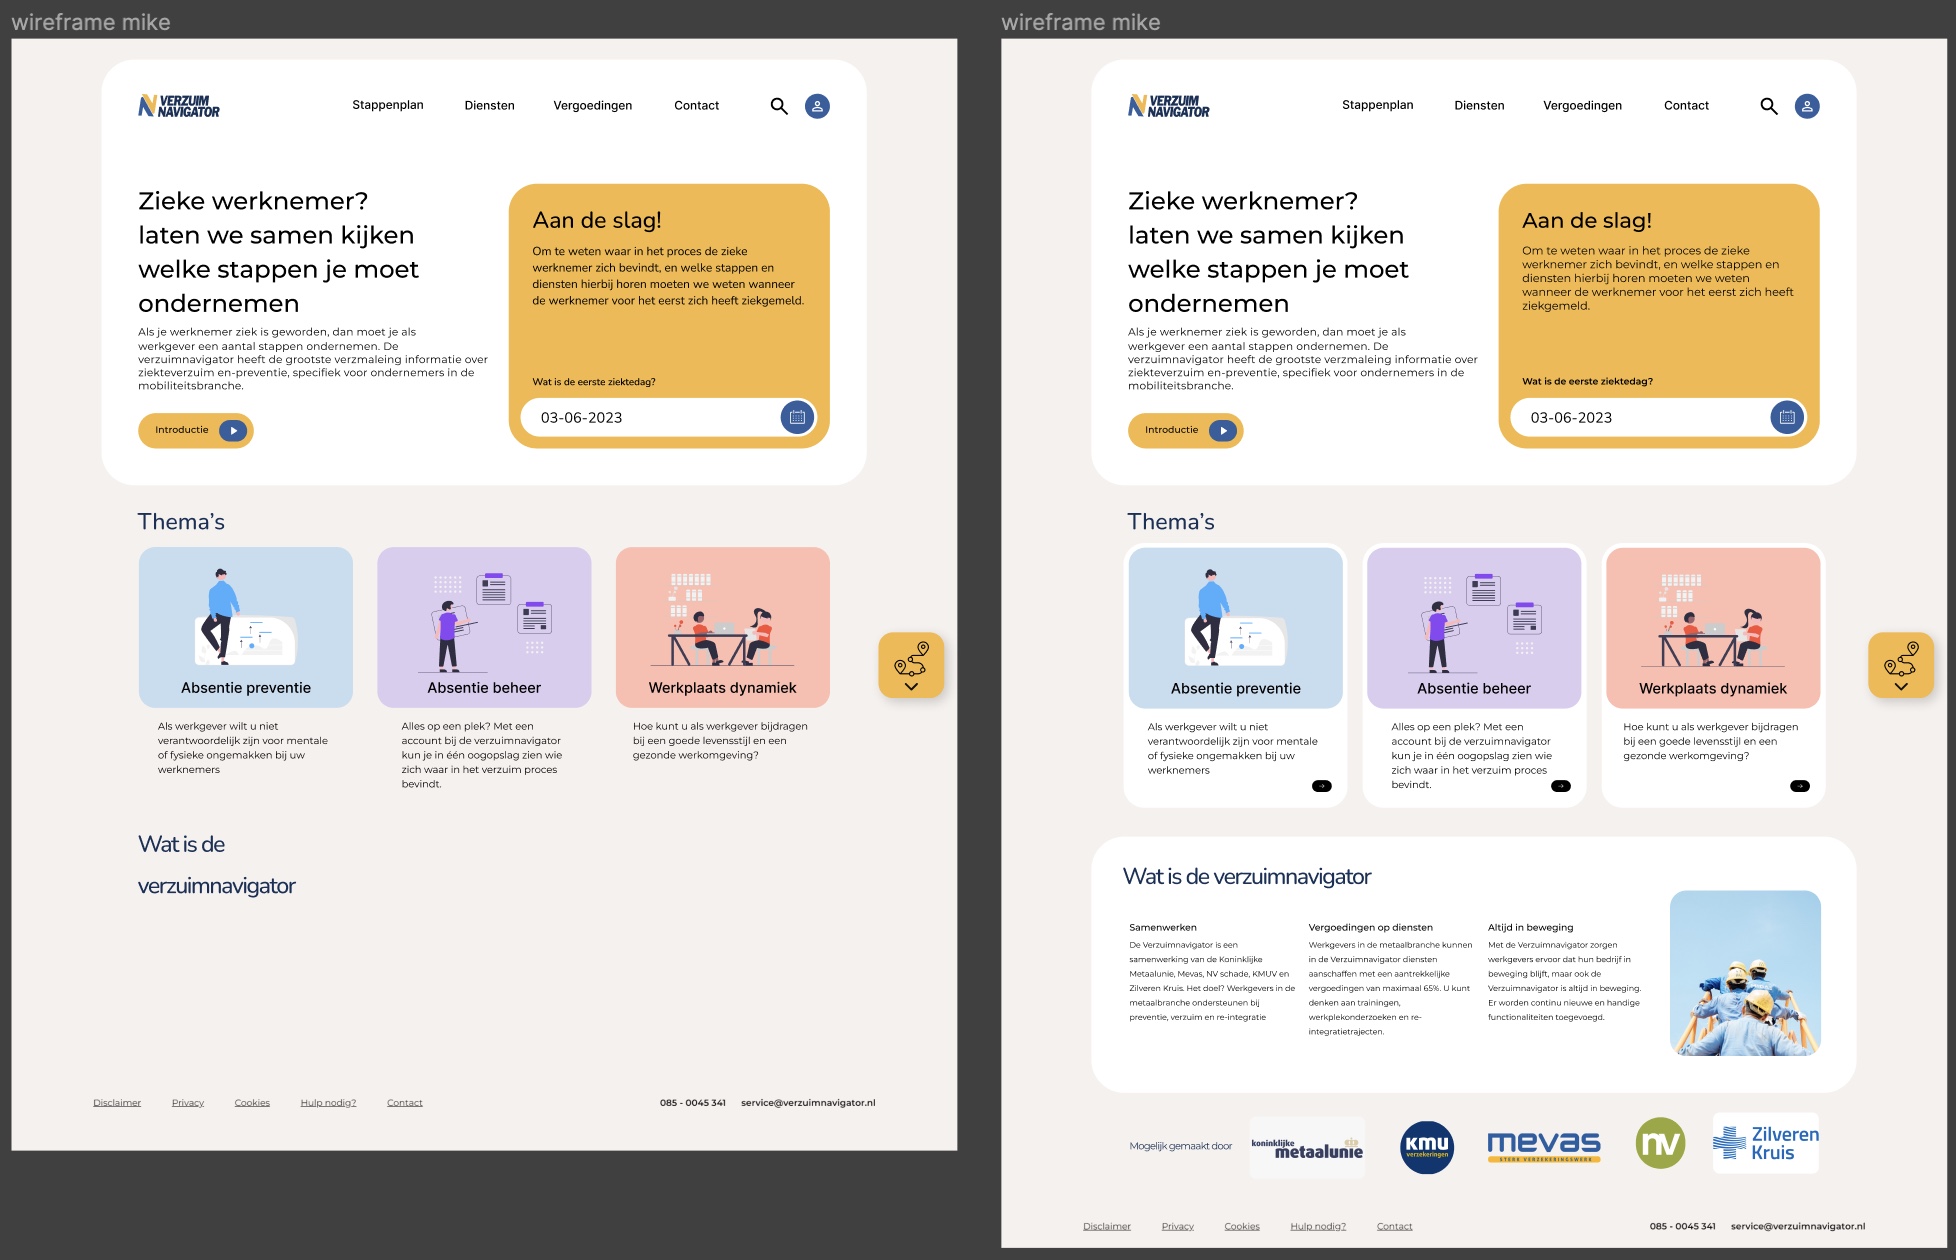 wireframe mike
VERZUIM
NAVIGATOR
Stappenplan
Diensten
Vergoedingen
Contact
Zieke werknemer?
laten we samen kijken
welke stappen je moet
ondernemen
Als je werknemer ziek is geworden, dan moet je als
werkgever een aantal stappen ondernemen. De
verzuimnavigator heeft de grootste verzmaleing informatie over
ziekteverzuim en-preventie, specifiek voor ondernemers in de
mobiliteitsbranche.
Introductie
Aan de slag!
Om te weten waar in het proces de zieke
werknemer zich bevindt, en welke stappen en
diensten hierbij horen moeten we weten wanneer
de werknemer voor het eerst zich heeft ziekgemeld.
Wat is de eerste ziektedag?
03-06-2023
Thema's
Absentie preventie
Als werkgever wilt u niet
verantwoordelijk zijn voor mentale
of fysieke ongemakken bij uw
werknemers
Absentie beheer
Alles op een plek? Met een
account bij de verzuimnavigator
kun je in één oogopslag zien wie
zich waar in het verzuim proces
bevindt.
Werkplaats dynamiek
Hoe kunt u als werkgever bijdragen
bij een goede levensstijl en een
gezonde werkomgeving?
Wat is de
verzuimnavigator
Disclaimer
Privacy
Cookies
Hulp nodig?
Contact
085 - 0045 341
service@verzuimnavigator.nl
wireframe mike
VERZUIM
NAVIGATOR
Stappenplan
Diensten
Vergoedingen
Contact
Zieke werknemer?
laten we samen kijken
welke stappen je moet
ondernemen
Als je werknemer ziek is geworden, dan moet je als
werkgever een aantal stappen ondernemen. De
verzuimnavigator heeft de grootste verzmaleing informatie over
ziekteverzuim en-preventie, specifiek voor ondernemers in de
mobiliteitsbranche.
Introductie
Aan de slag!
Om te weten waar in het proces de zieke
werknemer zich bevindt, en welke stappen en
diensten hierbij horen moeten we weten
wanneer de werknemer voor het eerst zich heeft
ziekgemeld.
Wat is de eerste ziektedag?
03-06-2023
Thema's
Absentie preventie
Als werkgever wilt u niet
verantwoordelijk zijn voor mentale
of fysieke ongemakken bij uw
werknemers
Absentie beheer
Alles op een plek? Met een
account bij de verzuimnavigator
kun je in één oogopslag zien wie
zich waar in het verzuim proces
bevindt.
Werkplaats dynamiek
Hoe kunt u als werkgever bijdragen
bij een goede levensstijl en een
gezonde werkomgeving?
Wat is de verzuimnavigator
Samenwerken
De Verzuimnavigator is een
samenwerking van de Koninklijke
Metaalunie, Mevas, NV schade, KMUV en
Zilveren Kruis. Het doel? Werkgevers in de
metaalbranche ondersteunen bij
preventie, verzuim en re-integratie
Vergoedingen op diensten
Werkgevers in de metaalbranche kunnen
in de Verzuimnavigator diensten
aanschaffen met een aantrekkelijke
vergoedingen van maximaal 65%. U kunt
denken aan trainingen,
werkplekonderzoeken en re-
integratietrajecten.
Altijd in beweging
Met de Verzuimnavigator zorgen
werkgevers ervoor dat hun bedrijf in
beweging blijft, maar ook de
Verzuimnavigator is altijd in beweging.
Er worden continu nieuwe en handige
functionaliteiten toegevoegd.
Mogelijk gemaakt door
koninklijke
metaalunie
kmu
verzekeringen
mevas
STERK VERZEKERINGSWERK
nv
Zilveren
Kruis
Disclaimer
Privacy
Cookies
Hulp nodig?
Contact
085 - 0045 341
service@verzuimnavigator.nl